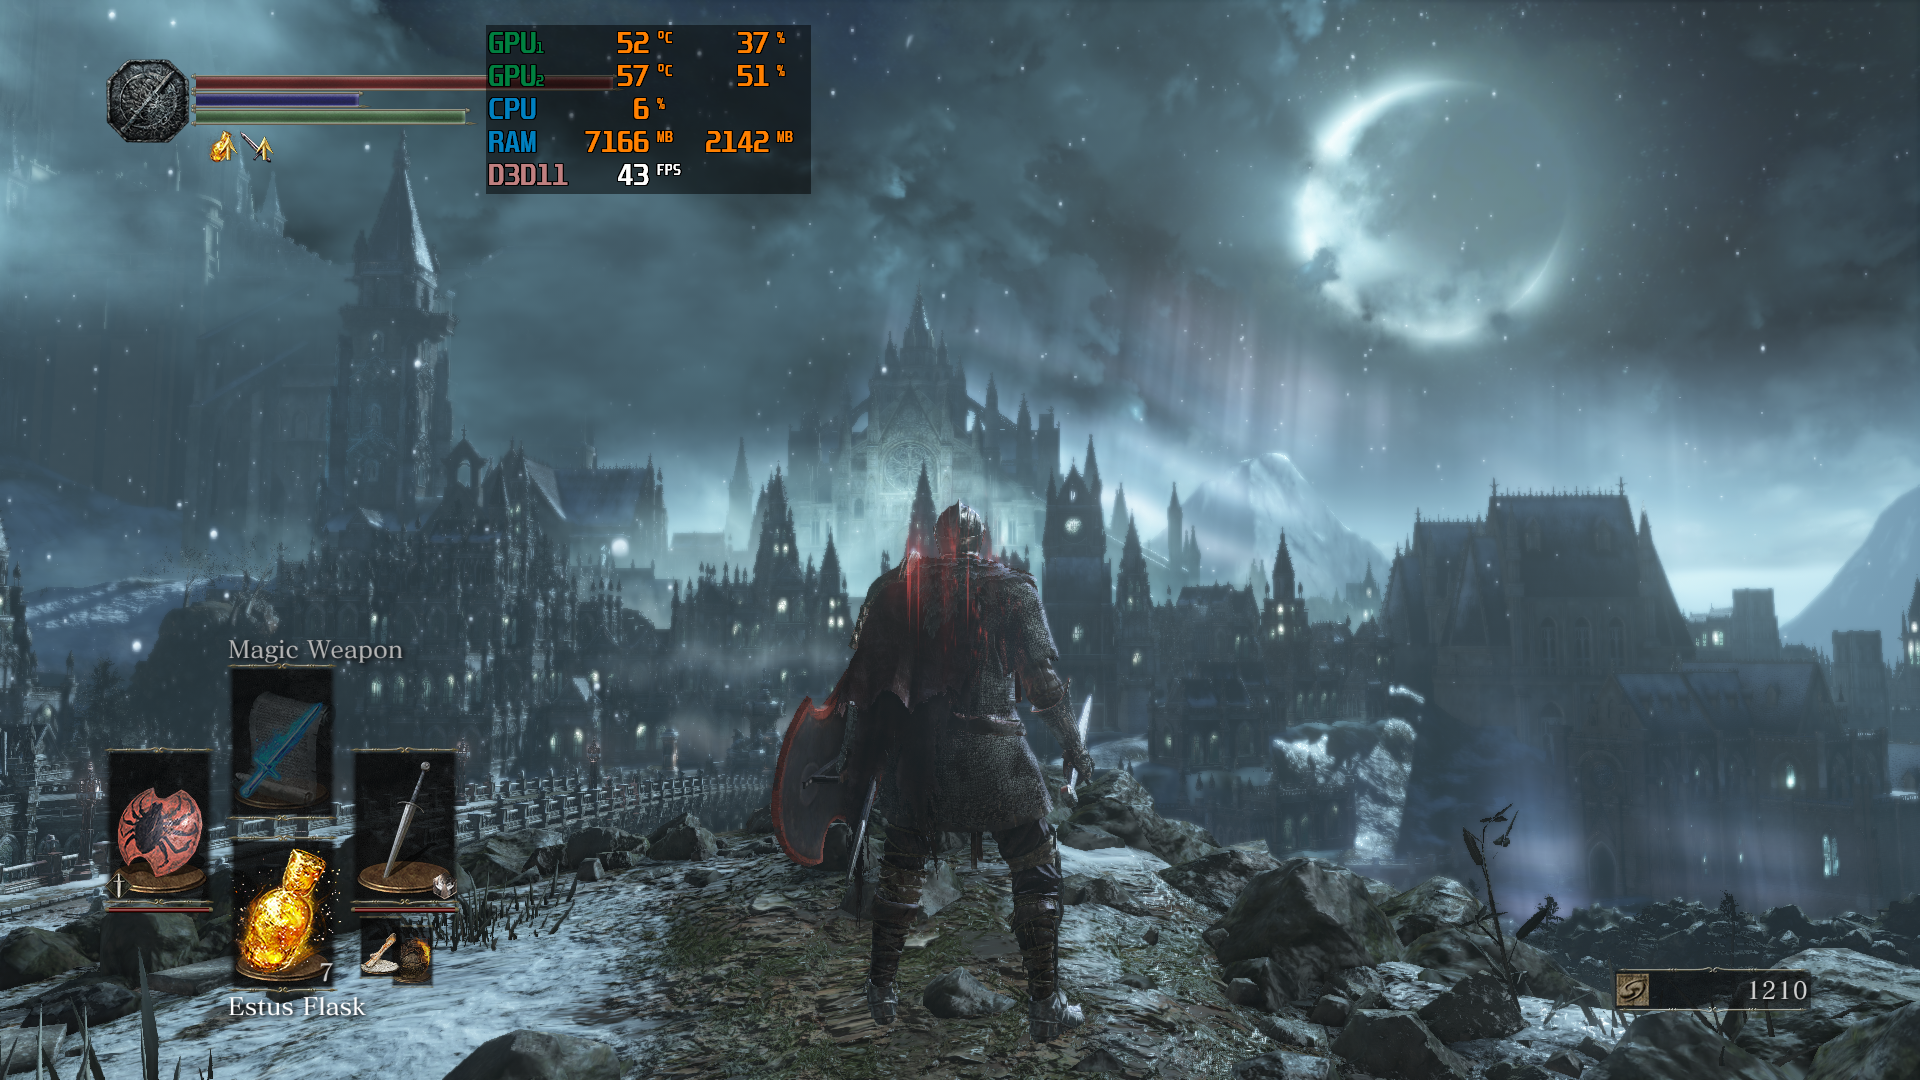 GPU1 52 °C 37 %
GPU2 57 °C 51 %
CPU 6 %
RAM 7166 MB 2142 MB
D3D11 43 FPS
Magic Weapon
7
Estus Flask
1210